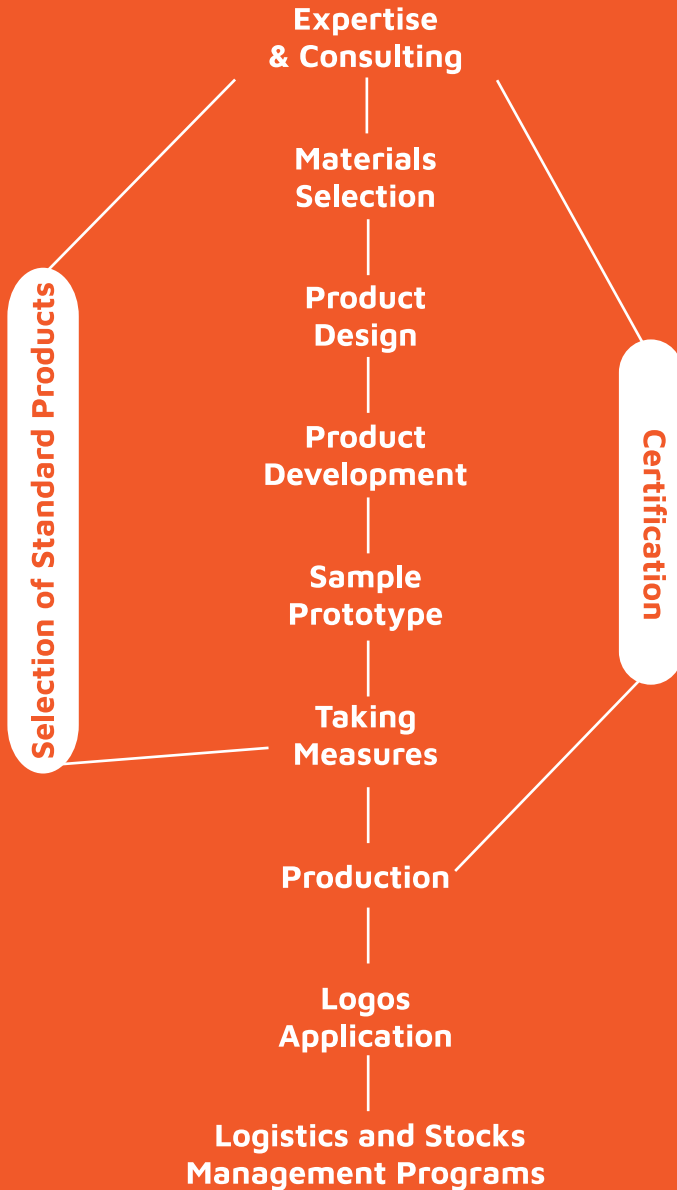 Expertise
& Consulting
Materials
Selection
Product
Design
Product
Development
Sample
Prototype
Taking
Measures
Production
Logos
Application
Logistics and Stocks
Management Programs
Selection of Standard Products
Certification